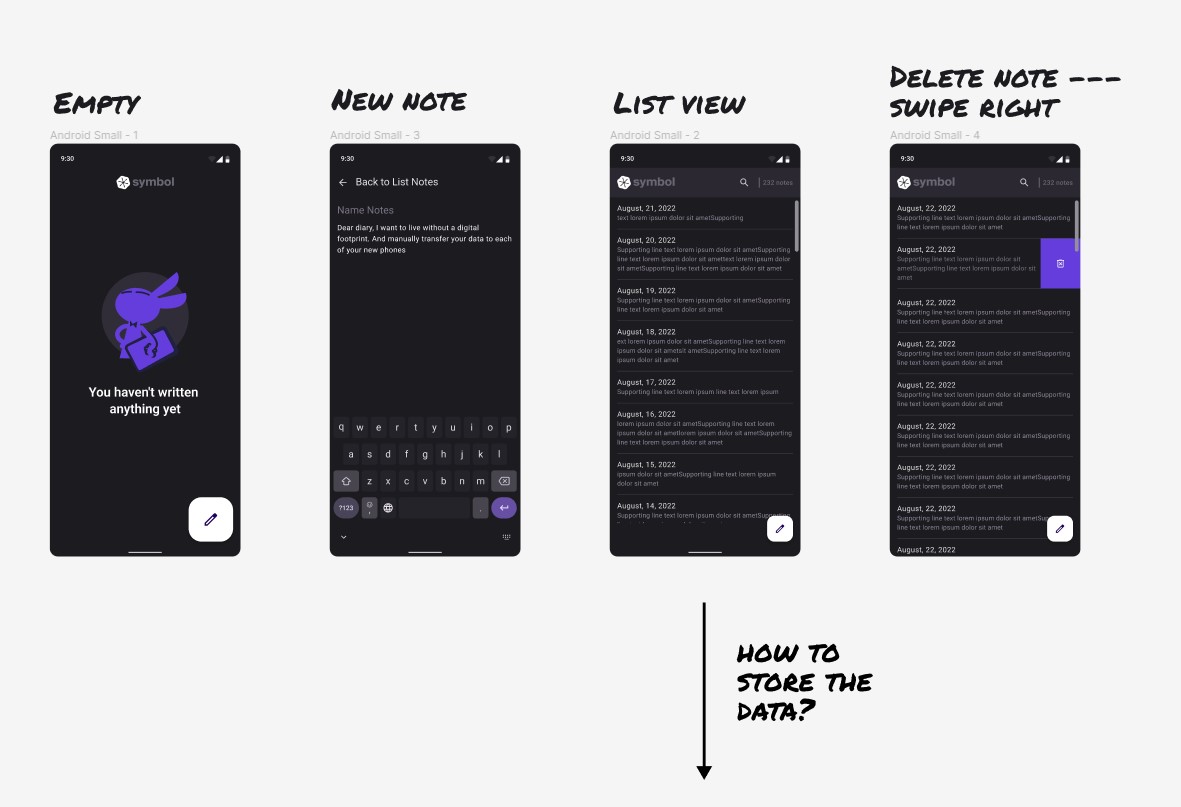 EMPTY
Android Small - 1
9:30
symbol
You haven't written
anything yet
NEW NOTE
Android Small - 3
9:30
Back to List Notes
Name Notes
Dear diary, I want to live without a digital
footprint. And manually transfer your data to each
of your new phones
q w e r t y u i o p
a s d f g h j k l
z x c v b n m
?123 , .
LIST VIEW
Android Small - 2
9:30
symbol | 232 notes
August, 21, 2022
text lorem ipsum dolor sit ametSupporting
August, 20, 2022
Supporting line text lorem ipsum dolor sit ametSupporting
line text lorem ipsum dolor sit amettext lorem ipsum dolor
sit ametSupporting line text lorem ipsum dolor sit amet
August, 19, 2022
Supporting line text lorem ipsum dolor sit ametSupporting
line text lorem ipsum dolor sit amet
August, 18, 2022
ext lorem ipsum dolor sit ametSupporting line text lorem
ipsum dolor sit ametsit ametSupporting line text lorem
ipsum dolor sit amet
August, 17, 2022
Supporting line text lorem ipsum line text lorem ipsum
August, 16, 2022
lorem ipsum dolor sit ametSupporting line text lorem
ipsum dolor sit ametlorem ipsum dolor sit ametSupporting
line text lorem ipsum dolor sit amet
August, 15, 2022
ipsum dolor sit ametSupporting line text lorem ipsum
dolor sit amet
August, 14, 2022
Supporting line text lorem ipsum dolor sit ametSupporting
DELETE NOTE ---
SWIPE RIGHT
Android Small - 4
9:30
symbol | 232 notes
August, 22, 2022
Supporting line text lorem ipsum dolor sit ametSupporting
line text lorem ipsum dolor sit amet
August, 22, 2022
Supporting line text lorem ipsum dolor sit
ametSupporting line text lorem ipsum dolor sit
amet
August, 22, 2022
Supporting line text lorem ipsum dolor sit ametSupporting
line text lorem ipsum dolor sit amet
August, 22, 2022
Supporting line text lorem ipsum dolor sit ametSupporting
line text lorem ipsum dolor sit amet
August, 22, 2022
Supporting line text lorem ipsum dolor sit ametSupporting
line text lorem ipsum dolor sit amet
August, 22, 2022
Supporting line text lorem ipsum dolor sit ametSupporting
line text lorem ipsum dolor sit amet
August, 22, 2022
Supporting line text lorem ipsum dolor sit ametSupporting
line text lorem ipsum dolor sit amet
August, 22, 2022
Supporting line text lorem ipsum dolor sit ametSupporting
line text lorem ipsum dolor sit amet
August, 22, 2022
HOW TO
STORE THE
DATA?